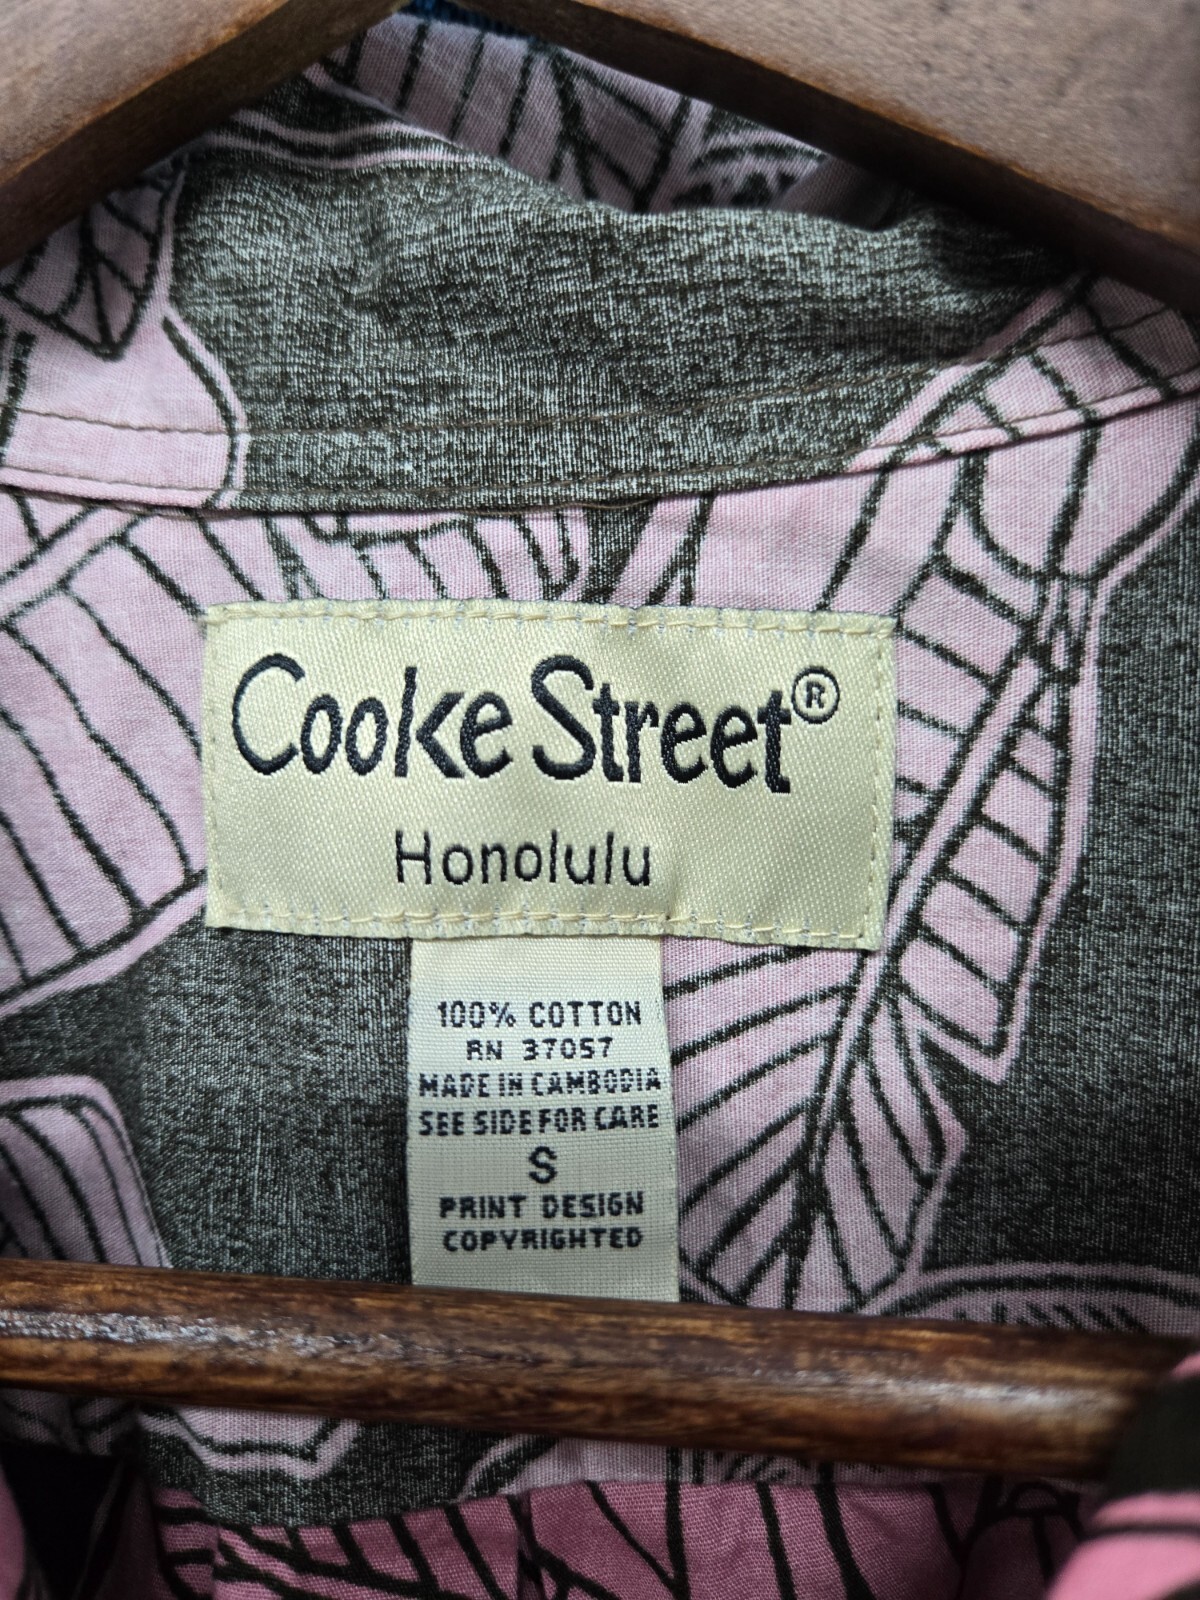 Cooke Street®
Honolulu
100% COTTON
RN 37057
MADE IN CAMBODIA
SEE SIDE FOR CARE
S
PRINT DESIGN
COPYRIGHTED